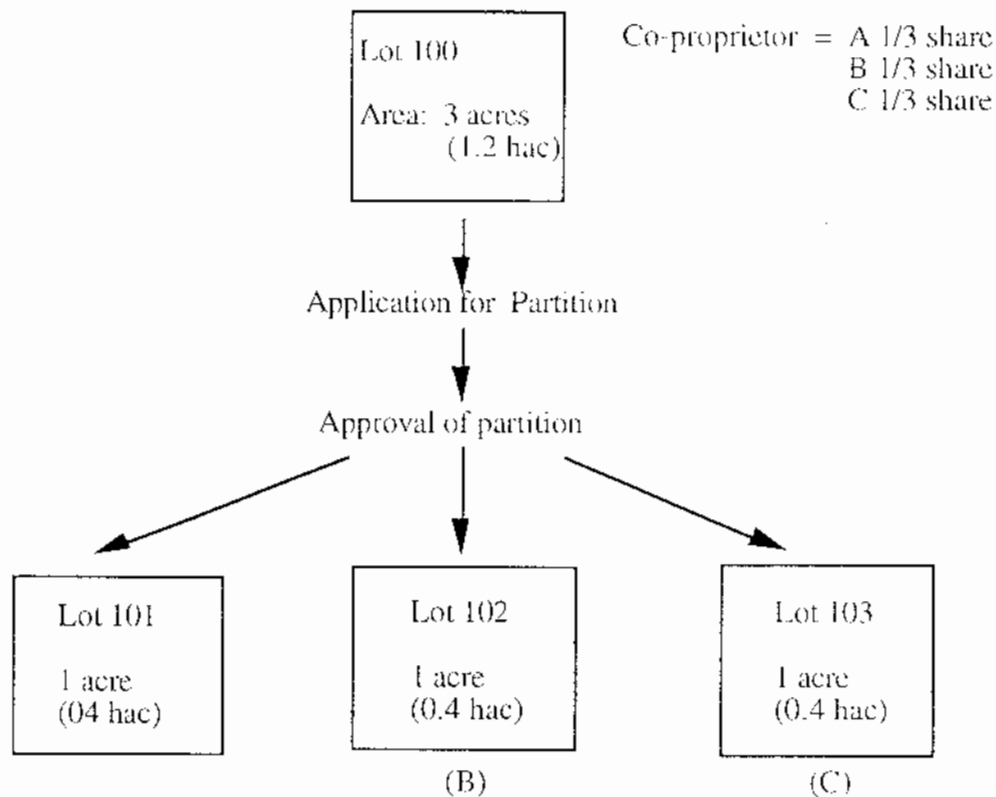 Lot 100
Area: 3 acres
(1.2 hac)
Co-proprietor = A 1/3 share
B 1/3 share
C 1/3 share
Application for Partition
Approval of partition
Lot 101
1 acre
(04 hac)
Lot 102
1 acre
(0.4 hac)
(B)
Lot 103
1 acre
(0.4 hac)
(C)